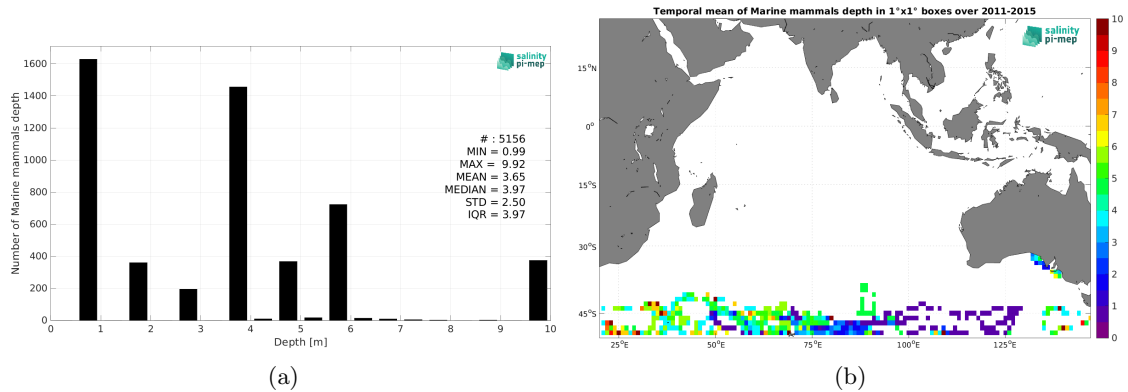 1600
1400
1200
1000
800
600
400
200
0
Number of Marine mammals depth
0 1 2 3 4 5 6 7 8 9 10
Depth [m]
salinity
pi-mep
# : 5156
MIN = 0.99
MAX = 9.92
MEAN = 3.65
MEDIAN = 3.97
STD = 2.50
IQR = 3.97
(a)
Temporal mean of Marine mammals depth in 1°x1° boxes over 2011-2015
salinity
pi-mep
15°N
0°
15°S
30°S
45°S
25°E 50°E 75°E 100°E 125°E
10
9
8
7
6
5
4
3
2
1
0
(b)